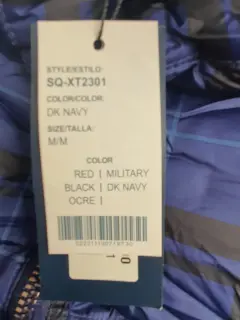 STYLE/ESTILO:
SQ-XT2301
COLOR/COLOR:
DK NAVY
SIZE/TALLA:
M/M
COLOR
RED | MILITARY
BLACK | DK NAVY
OCRE |